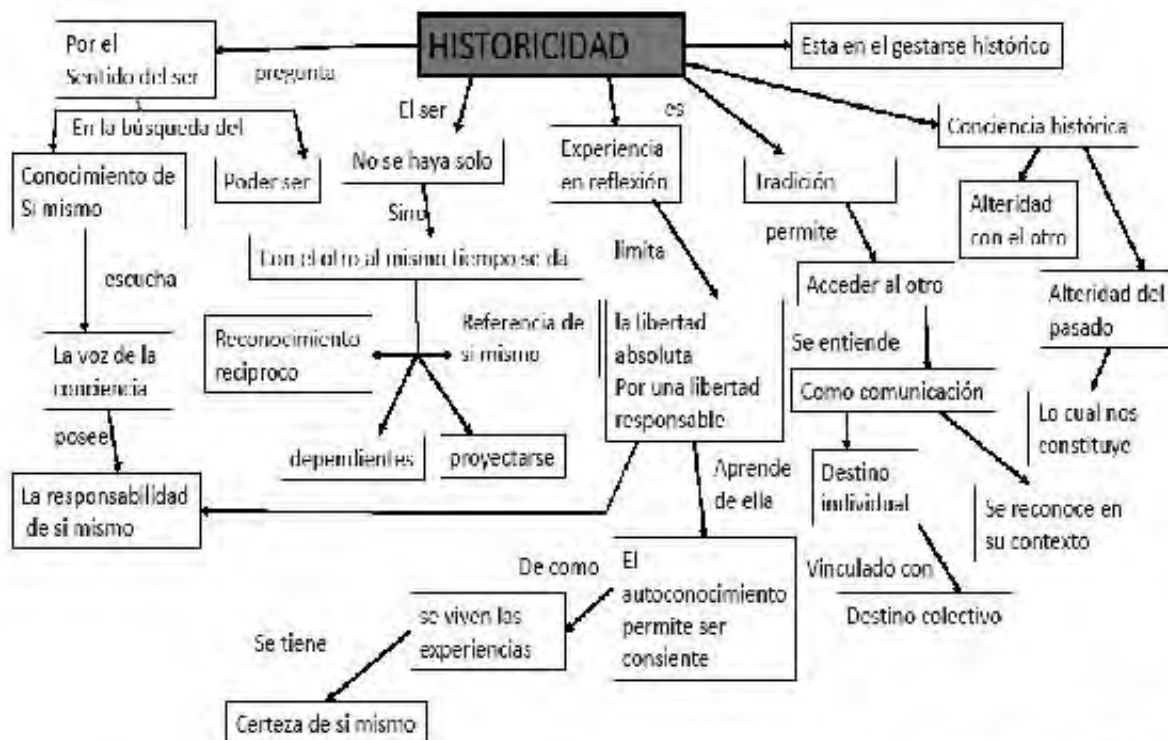 HISTORICIDAD
Por el
Sentido del ser
pregunta
Esta en el gestarse histórico
En la búsqueda del
El ser
es
Conciencia histórica
Conocimiento de
Si mismo
Poder ser
No se haya solo
Experiencia
en reflexión
Tradición
Alteridad
con el otro
Sino
permite
limita
Con el otro al mismo tiempo se da
escucha
Acceder al otro
Alteridad del
pasado
Reconocimiento
reciproco
Referencia de
si mismo
la libertad
absoluta
Por una libertad
responsable
Se entiende
La voz de la
conciencia
Como comunicación
Lo cual nos
constituye
posee
dependientes
proyectarse
Aprende
de ella
Destino
individual
La responsabilidad
de si mismo
Se reconoce en
su contexto
De como
El
autoconocimiento
permite ser
consiente
Vinculado con
se viven las
experiencias
Destino colectivo
Se tiene
Certeza de si mismo